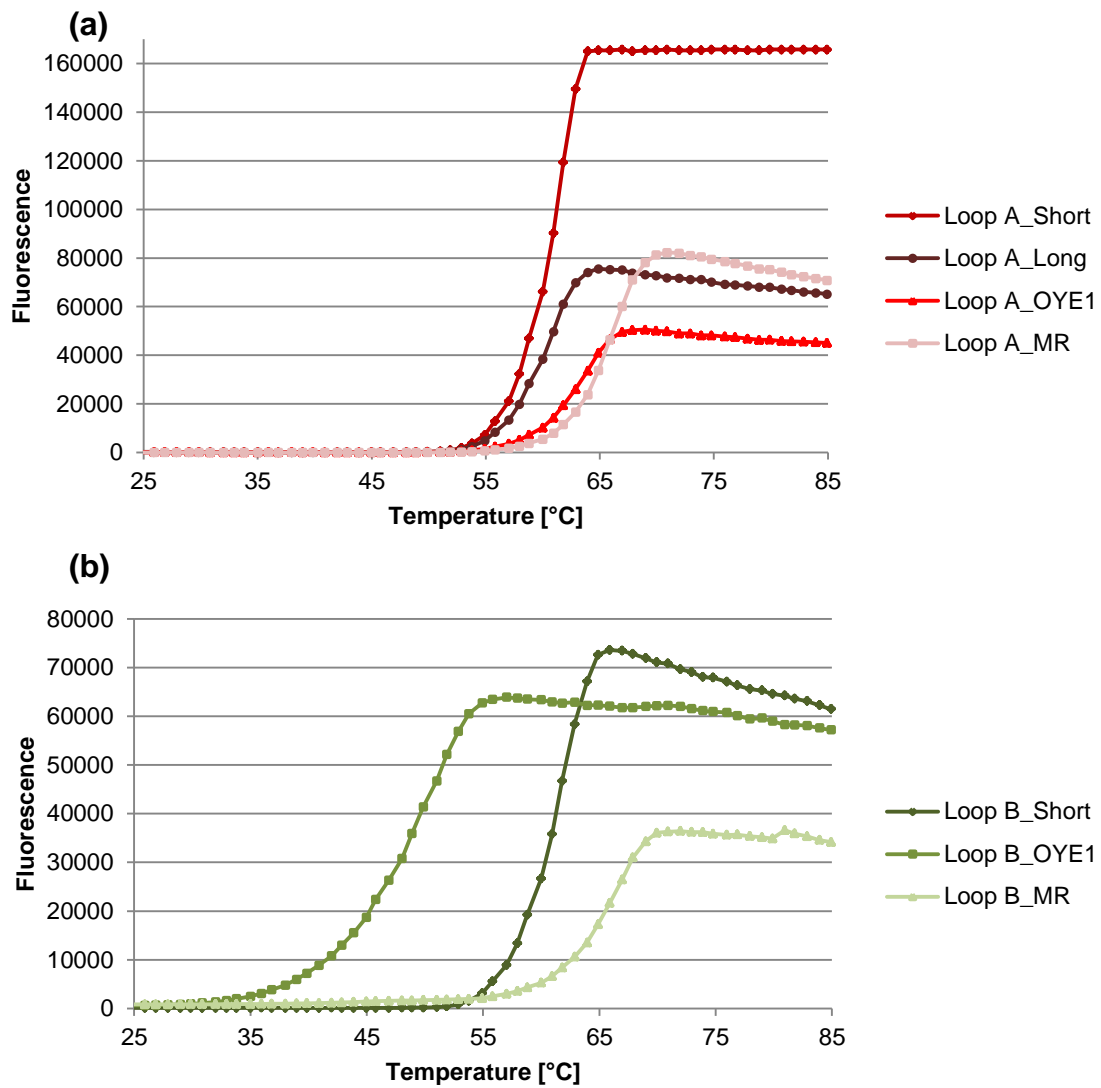 (a)
160000
140000
120000
100000
80000
60000
40000
20000
0
Fluorescence
25 35 45 55 65 75 85
Temperature [°C]
Loop A_Short
Loop A_Long
Loop A_OYE1
Loop A_MR
(b)
80000
70000
60000
50000
40000
30000
20000
10000
0
Fluorescence
25 35 45 55 65 75 85
Temperature [°C]
Loop B_Short
Loop B_OYE1
Loop B_MR